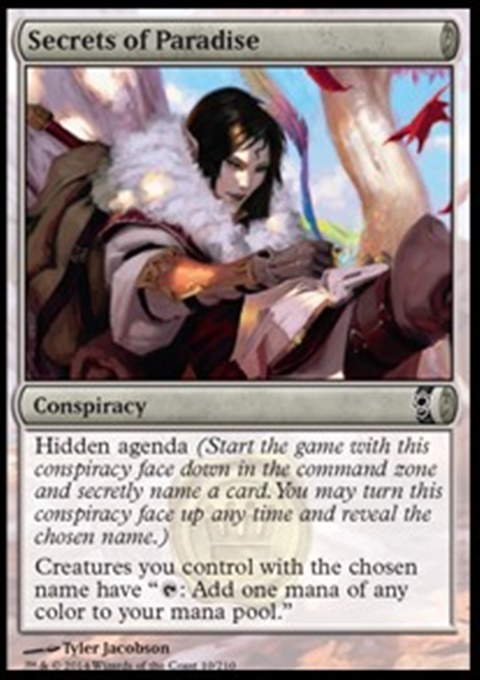 Secrets of Paradise
Conspiracy
Hidden agenda (Start the game with this
conspiracy face down in the command zone
and secretly name a card. You may turn this
conspiracy face up any time and reveal the
chosen name.)
Creatures you control with the chosen
name have “ : Add one mana of any
color to your mana pool.”
Tyler Jacobson
™ & © 2014 Wizards of the Coast 10/210